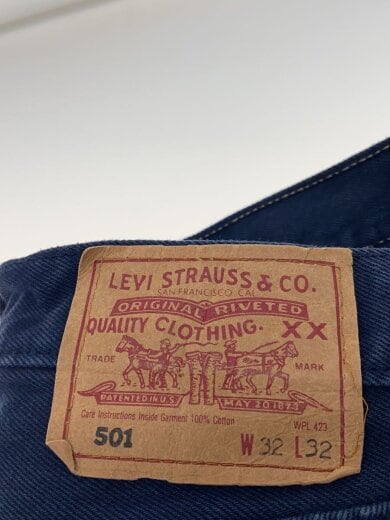 LEVI STRAUSS & CO.
SAN FRANCISCO CAL
ORIGINAL RIVETED
QUALITY CLOTHING. XX
TRADE MARK
PATENTED IN U.S. MAY 20 1873
Care Instructions Inside Garment 100% Cotton WPL 423
501 W 32 L 32